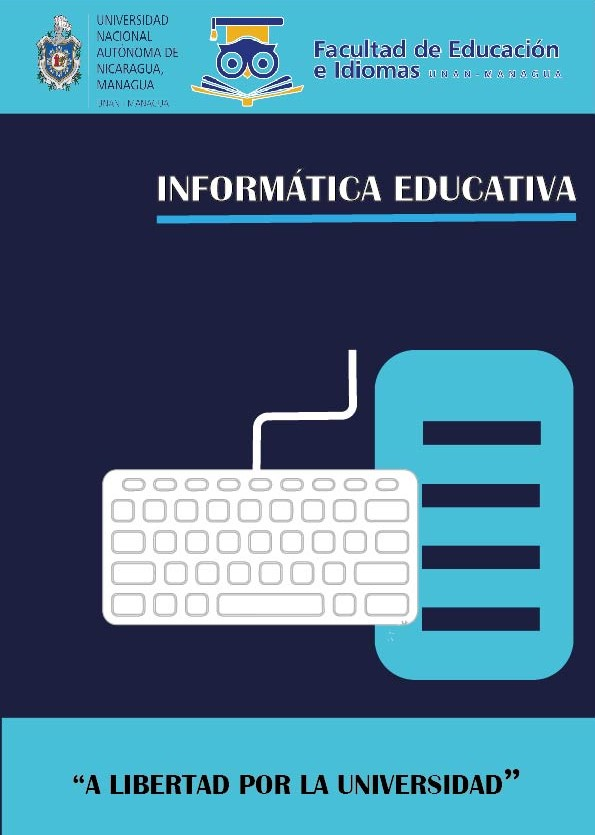 UNIVERSIDAD
NACIONAL
AUTÓNOMA DE
NICARAGUA,
MANAGUA
UNAN - MANAGUA
Facultad de Educación
e Idiomas UNAN-MANAGUA
INFORMÁTICA EDUCATIVA
“A LIBERTAD POR LA UNIVERSIDAD”